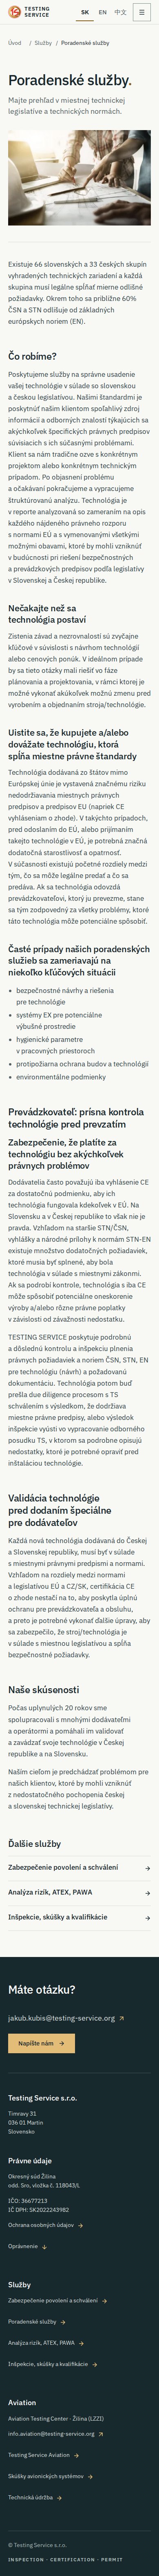 TESTING
SERVICE
SK EN 中文
Úvod / Služby / Poradenské služby
Poradenské služby.
Majte prehľad v miestnej technickej
legislatíve a technických normách.
Existuje 66 slovenských a 33 českých skupín
vyhradených technických zariadení a každá
skupina musí legálne spĺňať mierne odlišné
požiadavky. Okrem toho sa približne 60%
ČSN a STN odlišuje od základných
európskych noriem (EN).
Čo robíme?
Poskytujeme služby na správne usadenie
vašej technológie v súlade so slovenskou
a českou legislatívou. Našimi štandardmi je
poskytnúť našim klientom spoľahlivý zdroj
informácií a odborných znalostí týkajúcich sa
akýchkoľvek špecifických právnych predpisov
súvisiacich s ich súčasnými problémami.
Klient sa nám tradične ozve s konkrétnym
projektom alebo konkrétnym technickým
prípadom. Po objasnení problému
a očakávaní pokračujeme a vypracujeme
štruktúrovanú analýzu. Technológia je
v reporte analyzovaná so zameraním na opis
každého nájdeného právneho rozporu
s normami EÚ a s vymenovanými všetkými
možnými obavami, ktoré by mohli vzniknúť
v budúcnosti pri riešení bezpečnostných
a prevádzkových predpisov podľa legislatívy
v Slovenskej a Českej republike.
Nečakajte než sa
technológia postaví
Zistenia závad a nezrovnalostí sú zvyčajne
kľúčové v súvislosti s návrhom technológií
alebo cenových ponúk. V ideálnom prípade
by sa tieto otázky mali riešiť vo fáze
plánovania a projektovania, v rámci ktorej je
možné vykonať akúkoľvek možnú zmenu pred
vyrobením a objednaním stroja/technológie.
Uistite sa, že kupujete a/alebo
dovážate technológiu, ktorá
spĺňa miestne právne štandardy
Technológia dodávaná zo štátov mimo
Európskej únie je vystavená značnému riziku
nedodržiavania miestnych právnych
predpisov a predpisov EU (napriek CE
vyhláseniam o zhode). V takýchto prípadoch,
pred odoslaním do EÚ, alebo prijímaním
takejto technológie v EÚ, je potrebná značná
dodatočná starostlivosť a opatrnosť.
V súčasnosti existujú početné rozdiely medzi
tým, čo sa môže legálne predať a čo sa
predáva. Ak sa technológia odovzdá
prevádzkovateľovi, ktorý ju prevezme, stane
sa tým zodpovedný za všetky problémy, ktoré
táto technológia môže potenciálne spôsobiť.
Časté prípady našich poradenských
služieb sa zameriavajú na
niekoľko kľúčových situácii
bezpečnostné návrhy a riešenia
pre technológie
systémy EX pre potenciálne
výbušné prostredie
hygienické parametre
v pracovných priestoroch
protipožiarna ochrana budov a technológií
environmentálne podmienky
Prevádzkovateľ: prísna kontrola
technológie pred prevzatím
Zabezpečenie, že platíte za
technológiu bez akýchkoľvek
právnych problémov
Dodávatelia často považujú iba vyhlásenie CE
za dostatočnú podmienku, aby ich
technológia fungovala kdekoľvek v EÚ. Na
Slovensku a v Českej republike to však nie je
pravda. Vzhľadom na staršie STN/ČSN,
vyhlášky a národné prílohy k normám STN-EN
existuje množstvo dodatočných požiadaviek,
ktoré musia byť splnené, aby bola
technológia v súlade s miestnymi zákonmi.
Ak sa podrobí kontrole, technológia s iba CE
môže spôsobiť potenciálne oneskorenie
výroby a/alebo rôzne právne poplatky
v závislosti od závažnosti nedostatku.
TESTING SERVICE poskytuje podrobnú
a dôslednú kontrolu a inšpekciu plnenia
právnych požiadaviek a noriem ČSN, STN, EN
pre technológiu (návrh) a požadovanú
dokumentáciu. Technológia potom buď
prešla due diligence procesom s TS
schválením s výsledkom, že dodržiava
miestne právne predpisy, alebo výsledok
inšpekcie vyústi vo vypracovanie odborného
posudku TS, v ktorom sa podrobne opisujú
nedostatky, ktoré je potrebné opraviť pred
inštaláciou technológie.
Validácia technológie
pred dodaním špeciálne
pre dodávateľov
Každá nová technológia dodávaná do Českej
a Slovenskej republiky, musí byť v súlade
s miestnymi právnymi predpismi a normami.
Vzhľadom na rozdiely medzi normami
a legislatívou EÚ a CZ/SK, certifikácia CE
o zhode nestačí na to, aby poskytla úplnú
ochranu pre prevádzkovateľa a obsluhu,
a preto je potrebné vykonať ďalšie úpravy, aby
sa zabezpečilo, že stroj/technológia je
v súlade s miestnou legislatívou a spĺňa
bezpečnostné požiadavky.
Naše skúsenosti
Počas uplynulých 20 rokov sme
spolupracovali s mnohými dodávateľmi
a operátormi a pomáhali im validovať
a zavádzať svoje technológie v Českej
republike a na Slovensku.
Naším cieľom je predchádzať problémom pre
našich klientov, ktoré by mohli vzniknúť
z nedostatočného pochopenia českej
a slovenskej technickej legislatívy.
Ďalšie služby
Zabezpečenie povolení a schválení
Analýza rizík, ATEX, PAWA
Inšpekcie, skúšky a kvalifikácie
Máte otázku?
jakub.kubis@testing-service.org
Napíšte nám
Testing Service s.r.o.
Timravy 31
036 01 Martin
Slovensko
Právne údaje
Okresný súd Žilina
odd. Sro, vložka č. 118043/L
IČO: 36677213
IČ DPH: SK2022243982
Ochrana osobných údajov
Oprávnenie
Služby
Zabezpečenie povolení a schválení
Poradenské služby
Analýza rizík, ATEX, PAWA
Inšpekcie, skúšky a kvalifikácie
Aviation
Aviation Testing Center · Žilina (LZZI)
info.aviation@testing-service.org
Testing Service Aviation
Skúšky avionických systémov
Technická údržba
© Testing Service s.r.o.
INSPECTION · CERTIFICATION · PERMIT